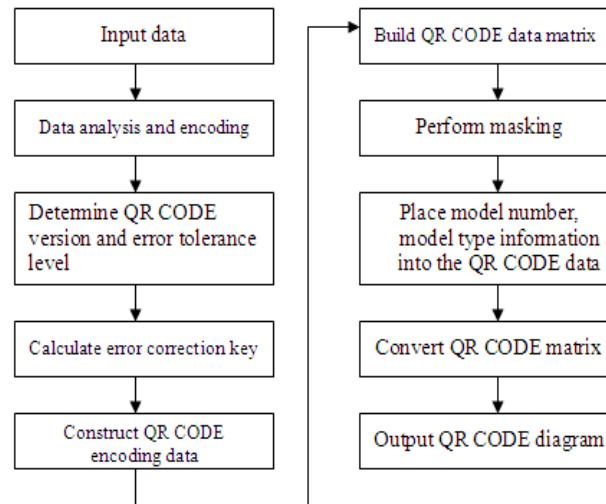 Input data
Data analysis and encoding
Determine QR CODE
version and error tolerance
level
Calculate error correction key
Construct QR CODE
encoding data
Build QR CODE data matrix
Perform masking
Place model number,
model type information
into the QR CODE data
Convert QR CODE matrix
Output QR CODE diagram